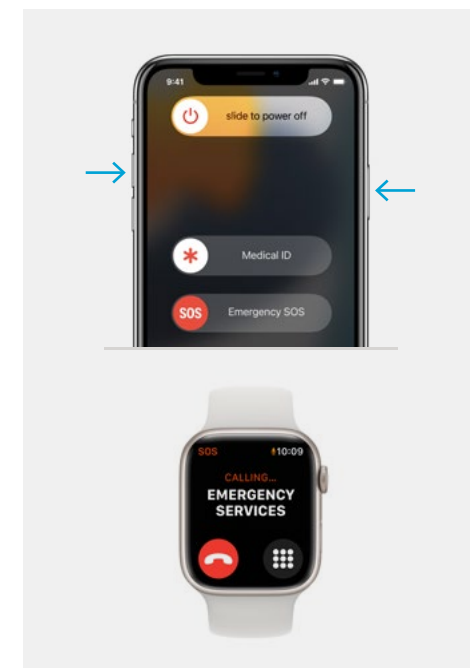 9:41
slide to power off
Medical ID
SOS
Emergency SOS
SOS
10:09
CALLING...
EMERGENCY
SERVICES